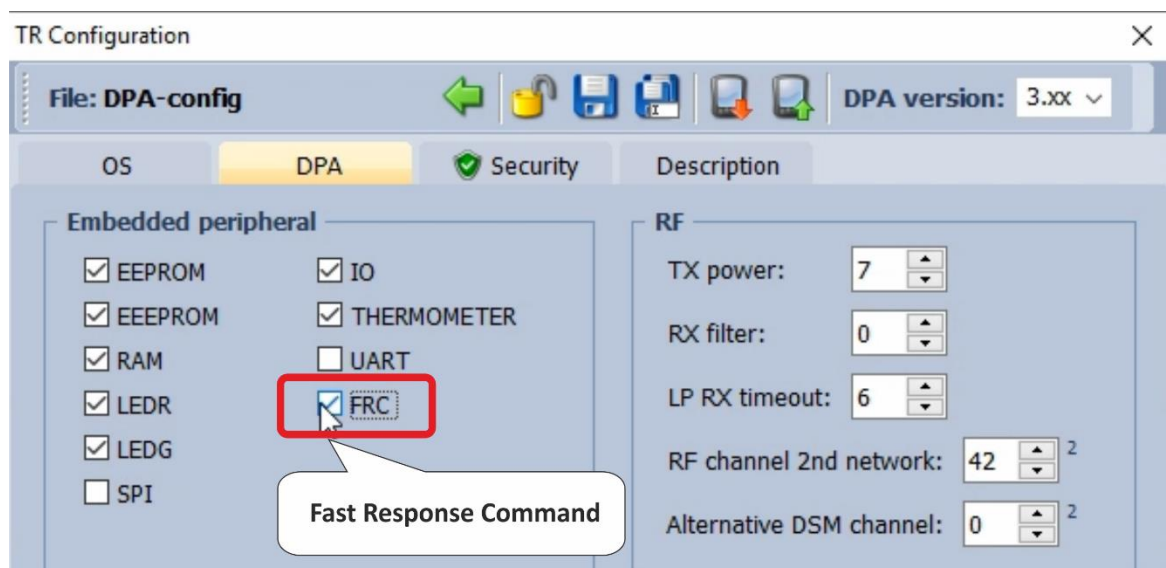 TR Configuration
File: DPA-config
DPA version: 3.xx
OS
DPA
Security
Description
Embedded peripheral
EEPROM
EEEPROM
RAM
LEDR
LEDG
SPI
IO
THERMOMETER
UART
FRC
Fast Response Command
RF
TX power: 7
RX filter: 0
LP RX timeout: 6
RF channel 2nd network: 42 2
Alternative DSM channel: 0 2